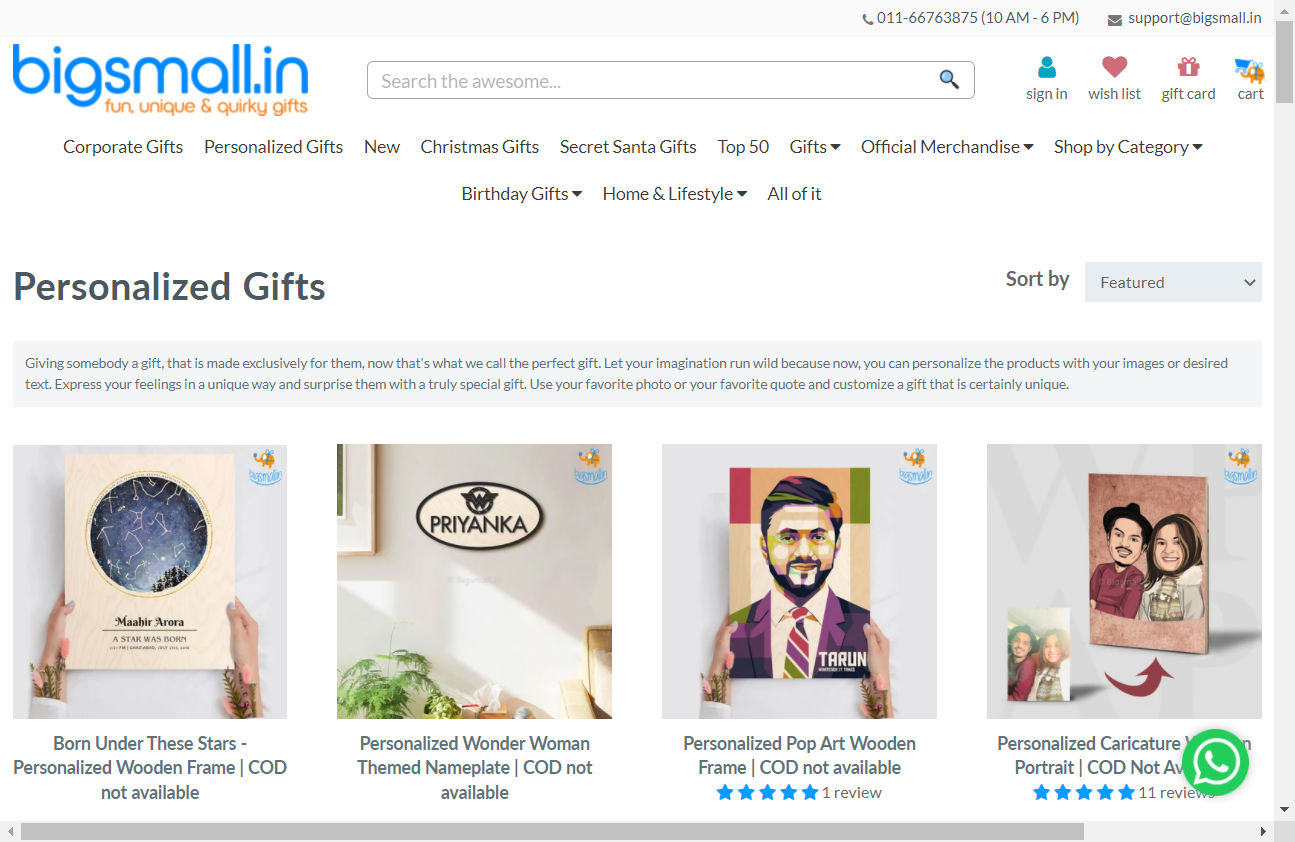 011-66763875 (10 AM - 6 PM)
support@bigsmall.in
bigsmall.in
fun, unique & quirky gifts
Search the awesome...
sign in
wish list
gift card
cart
Corporate Gifts
Personalized Gifts
New
Christmas Gifts
Secret Santa Gifts
Top 50
Gifts
Official Merchandise
Shop by Category
Birthday Gifts
Home & Lifestyle
All of it
Personalized Gifts
Sort by
Featured
Giving somebody a gift, that is made exclusively for them, now that's what we call the perfect gift. Let your imagination run wild because now, you can personalize the products with your images or desired
text. Express your feelings in a unique way and surprise them with a truly special gift. Use your favorite photo or your favorite quote and customize a gift that is certainly unique.
bigsmall.in
Maahir Arora
A STAR WAS BORN
Born Under These Stars -
Personalized Wooden Frame | COD
not available
bigsmall.in
PRIYANKA
Personalized Wonder Woman
Themed Nameplate | COD not
available
bigsmall.in
TARUN
WHATEVER IT TAKES
Personalized Pop Art Wooden
Frame | COD not available
1 review
bigsmall.in
Personalized Caricature
Portrait | COD Not
11 reviews